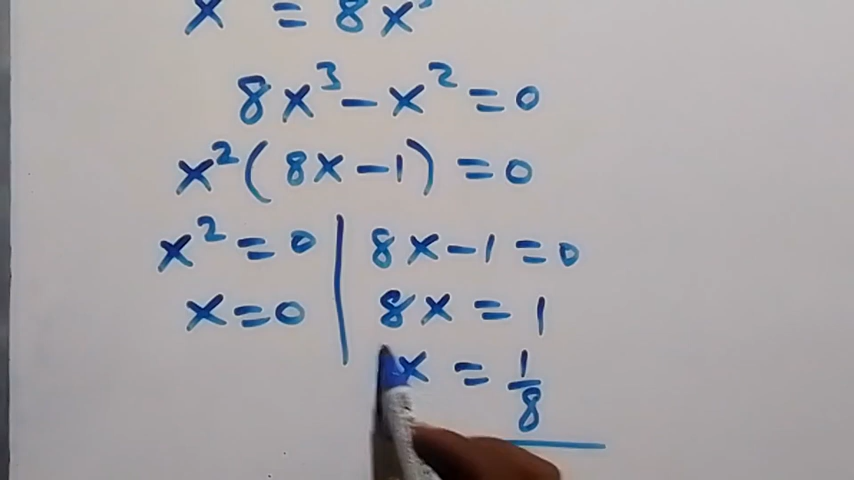 x = 8x
8x³ - x² = 0
x² (8x - 1) = 0
x² = 0 | 8x - 1 = 0
x = 0 | 8x = 1
x = 1/8